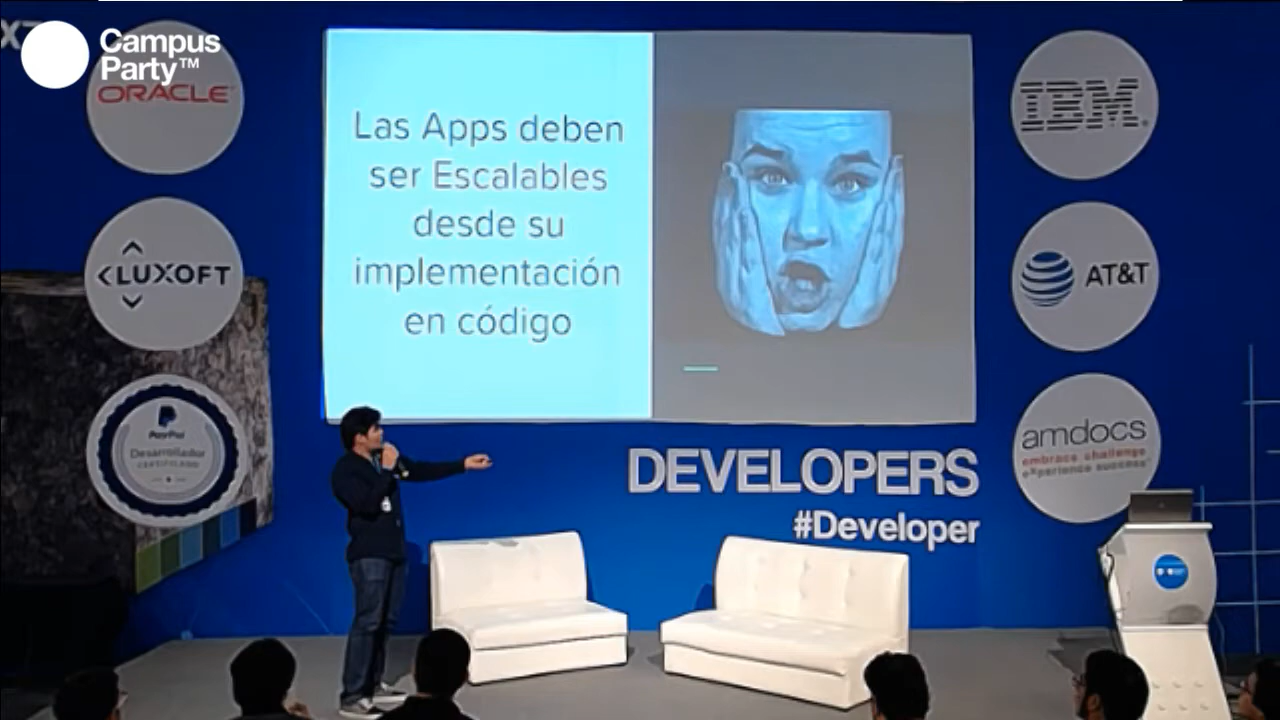 Campus
Party™
ORACLE
Las Apps deben
ser Escalables
desde su
implementación
en código
IBM
<LUXOFT
AT&T
PayPal
Desarrollador
CERTIFICADO
amdocs
embrace challenge
experience success
DEVELOPERS
#Developer